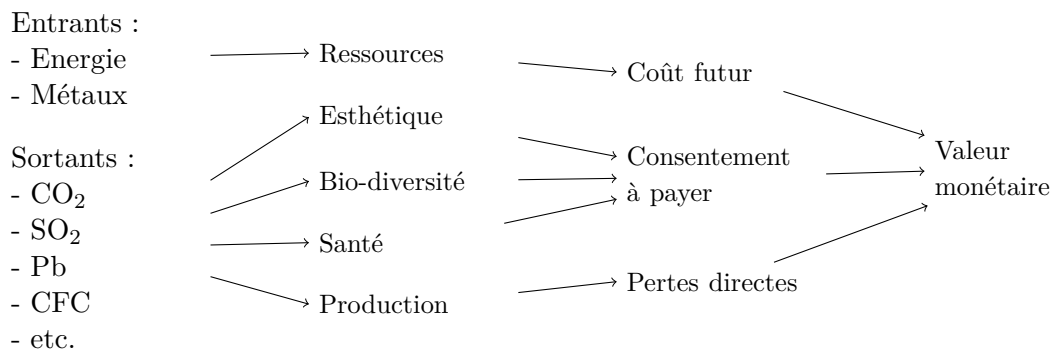 Entrants :
- Energie
- Métaux
Sortants :
- CO₂
- SO₂
- Pb
- CFC
- etc.
Ressources
Esthétique
Bio-diversité
Santé
Production
Coût futur
Consentement
à payer
Pertes directes
Valeur
monétaire